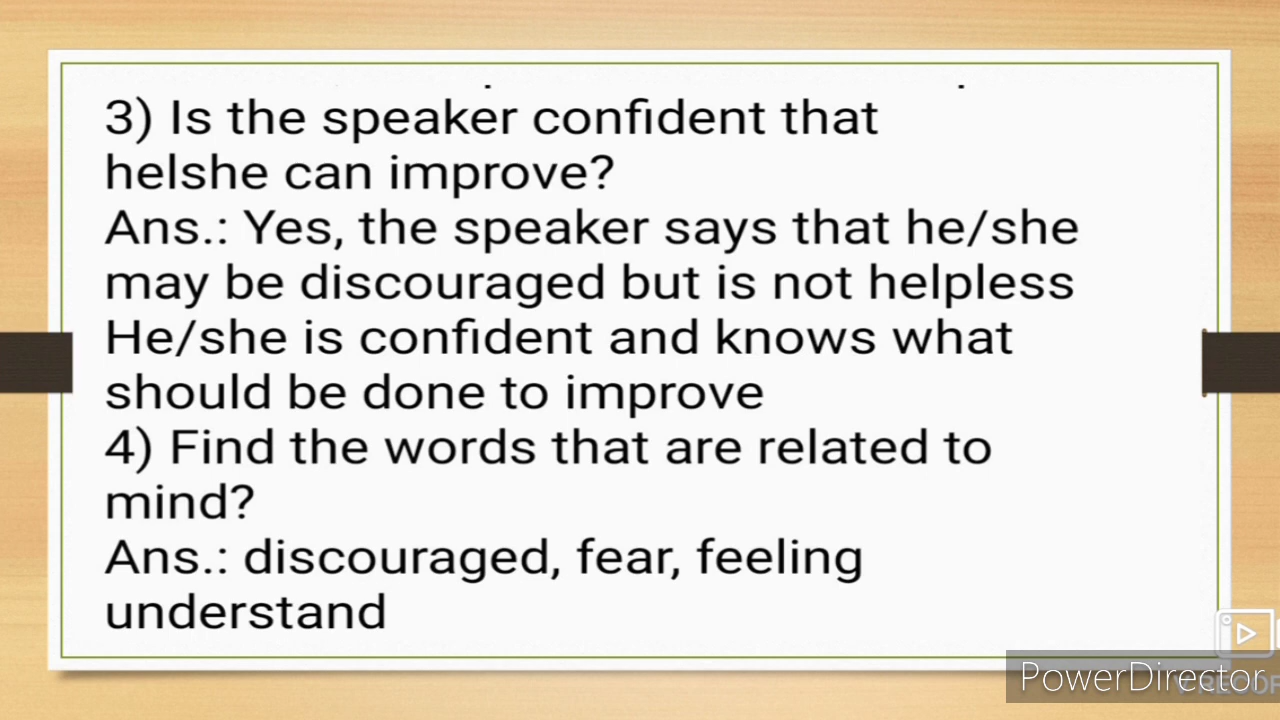 3) Is the speaker confident that
helshe can improve?
Ans.: Yes, the speaker says that he/she
may be discouraged but is not helpless
He/she is confident and knows what
should be done to improve
4) Find the words that are related to
mind?
Ans.: discouraged, fear, feeling
understand
PowerDirector